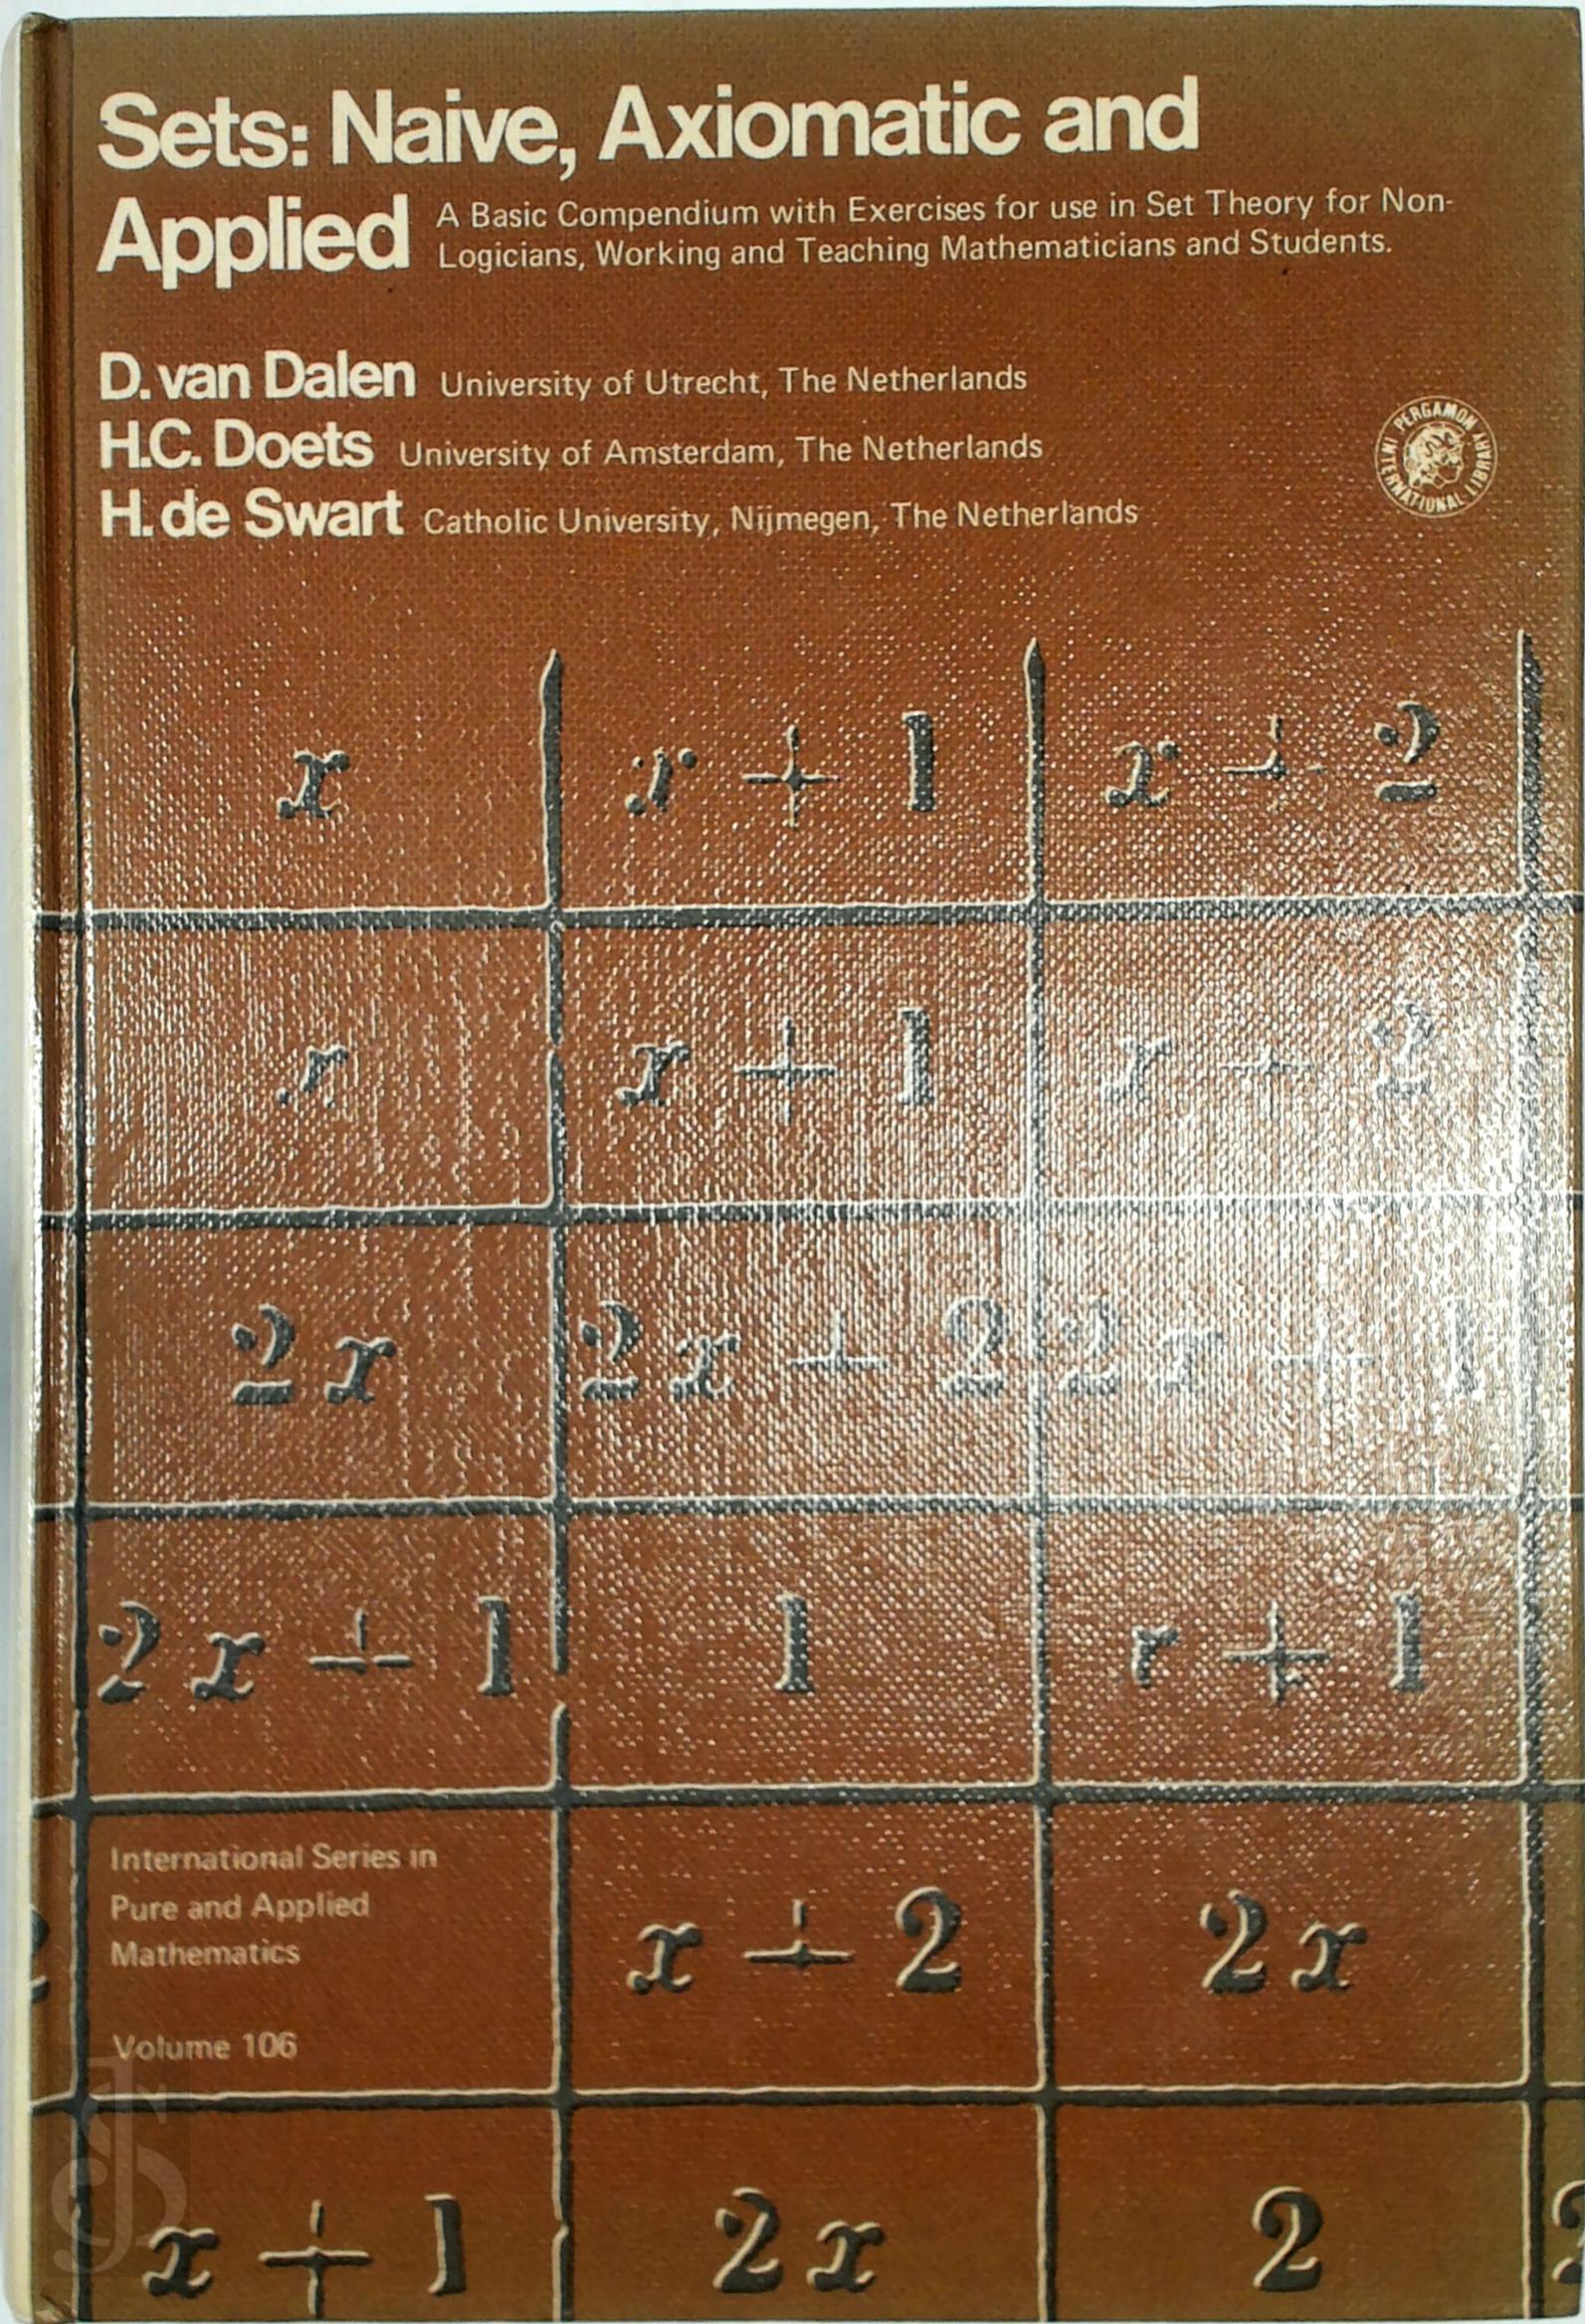 Sets: Naive, Axiomatic and
Applied A Basic Compendium with Exercises for use in Set Theory for Non-
Logicians, Working and Teaching Mathematicians and Students.
D. van Dalen University of Utrecht, The Netherlands
H.C. Doets University of Amsterdam, The Netherlands
H. de Swart Catholic University, Nijmegen, The Netherlands
PERGAMON INTERNATIONAL LIBRARY
x x + 1 x + 2
x x + 1 x + 2
2x 2x + 2 2x + 1
2x + 1 1 x + 1
International Series in
Pure and Applied
Mathematics
Volume 106
x + 2 2x
x + 1 2x 2